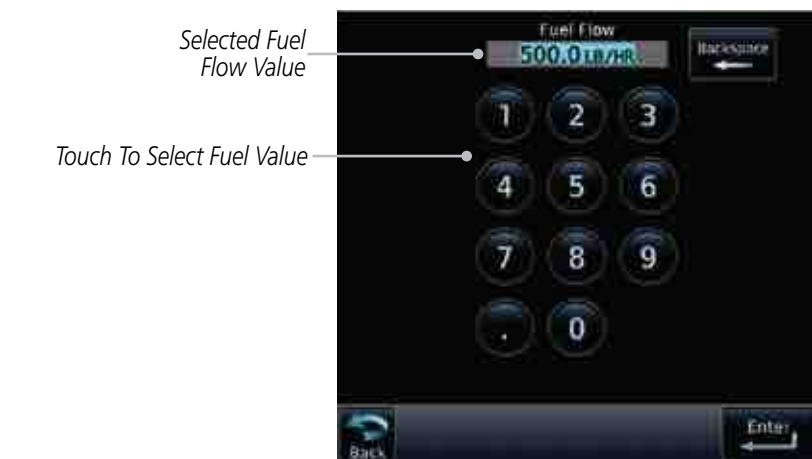 Selected Fuel
Flow Value
Touch To Select Fuel Value
Fuel Flow
500.0 LB/HR
Backspace
1 2 3
4 5 6
7 8 9
. 0
Back
Enter